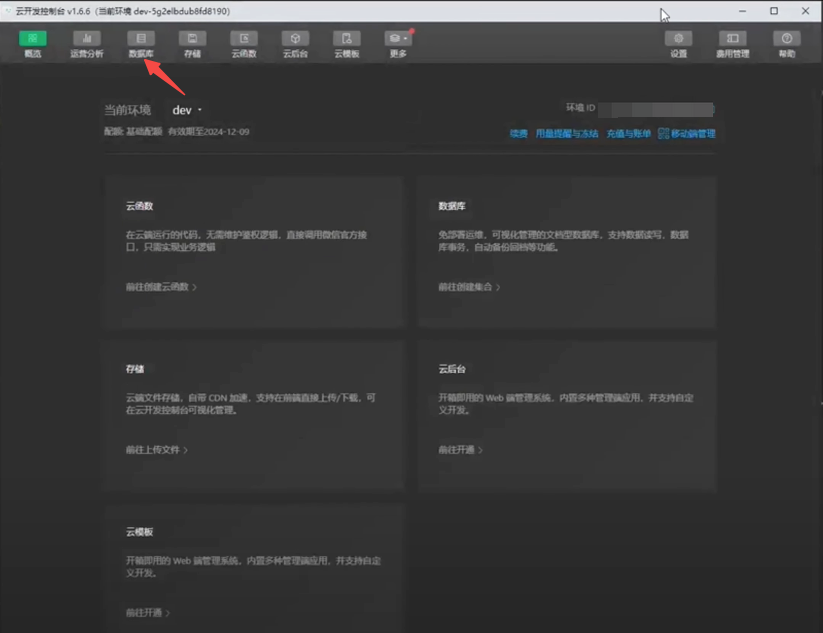 云开发控制台 v1.6.6（当前环境 dev-5g2elbdub8fd8190）
概览 运营分析 数据库 存储 云函数 云后台 云模板 更多 设置 费用管理 帮助
当前环境 dev 环境 ID
配额: 基础配额 有效期至2024-12-09 续费 用量提醒与冻结 充值与账单 移动端管理
云函数
在云端运行的代码，无需维护鉴权逻辑，直接调用微信官方接
口，只需实现业务逻辑
前往创建云函数 >
数据库
免部署运维，可视化管理的文档型数据库，支持数据读写、数据
库事务，自动备份回档等功能。
前往创建集合 >
存储
云端文件存储，自带 CDN 加速，支持在前端直接上传/下载，可
在云开发控制台可视化管理。
前往上传文件 >
云后台
开箱即用的 Web 端管理系统，内置多种管理端应用，并支持自定
义开发。
前往开通 >
云模板
开箱即用的 Web 端管理系统，内置多种管理端应用，并支持自定
义开发。
前往开通 >